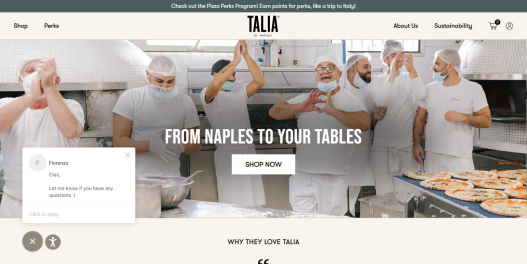 Check out the Pizza Perks Program! Earn points for perks, like a trip to Italy!
Shop Perks TALIA About Us Sustainability 0
DI NAPOLI
FROM NAPLES TO YOUR TABLES
SHOP NOW
F Fiorenzo
Ciao,
Let me know if you have any
questions :)
Click to reply
WHY THEY LOVE TALIA
“